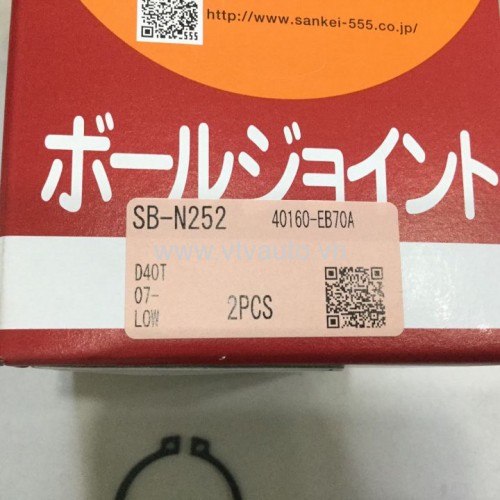 http://www.sankei-555.co.jp/
555
ボールジョイント
SB-N252 40160-EB70A
www.vtvauto.vn
D40T
07-
LOW 2PCS